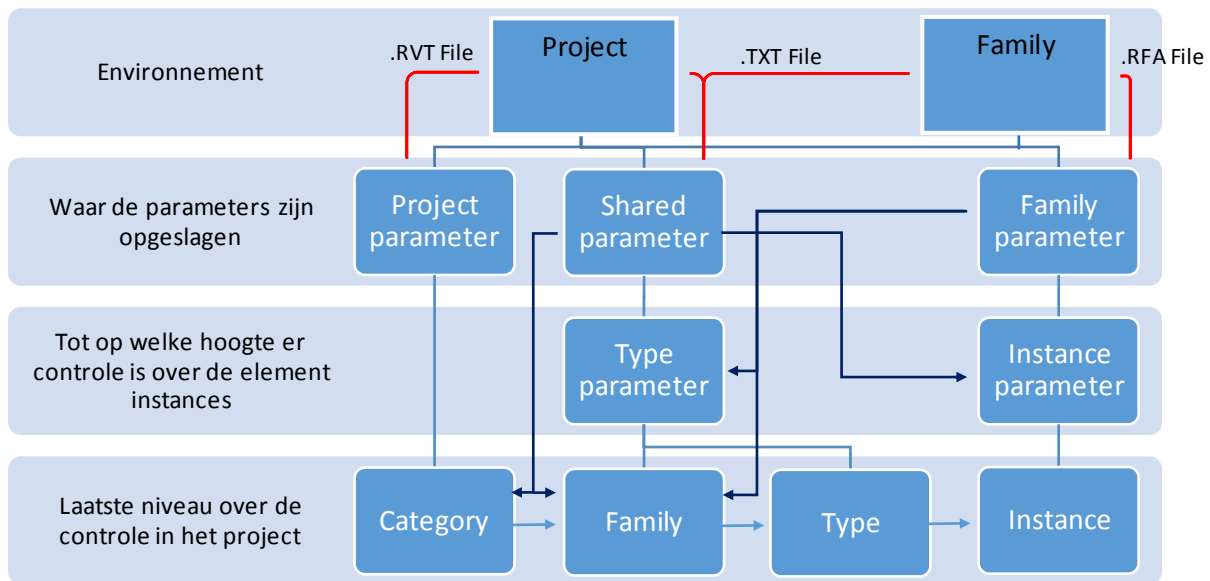 Environnement
.RVT File
Project
.TXT File
Family
.RFA File
Waar de parameters zijn
opgeslagen
Project
parameter
Shared
parameter
Family
parameter
Tot op welke hoogte er
controle is over de element
instances
Type
parameter
Instance
parameter
Laatste niveau over de
controle in het project
Category
Family
Type
Instance